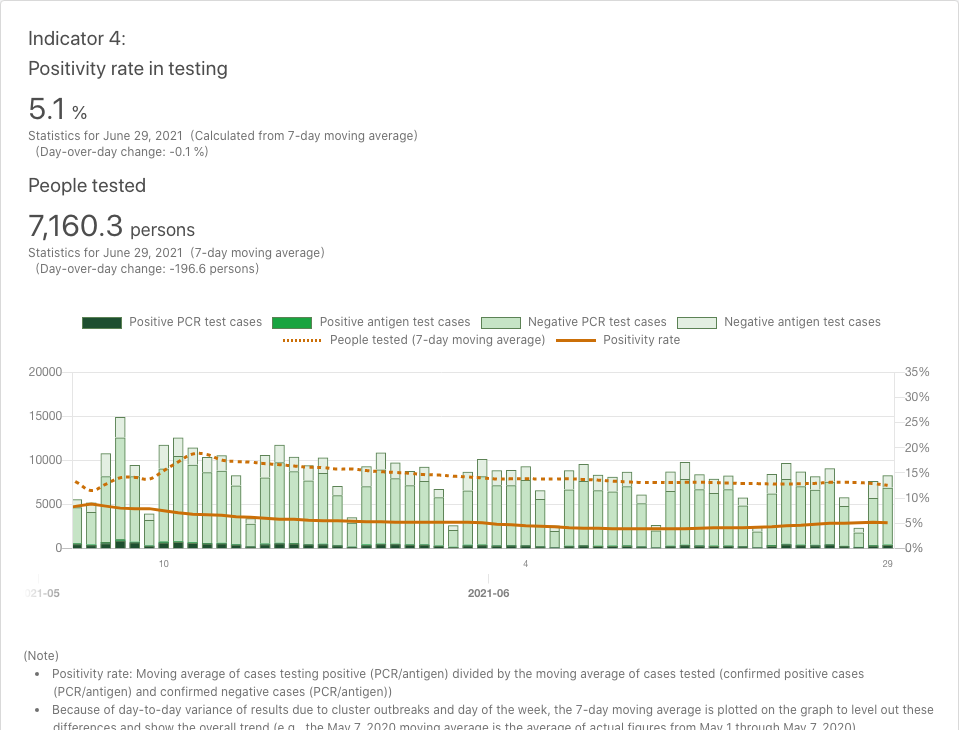 Indicator 4:
Positivity rate in testing
5.1 %
Statistics for June 29, 2021 (Calculated from 7-day moving average)
(Day-over-day change: -0.1 %)
People tested
7,160.3 persons
Statistics for June 29, 2021 (7-day moving average)
(Day-over-day change: -196.6 persons)
Positive PCR test cases Positive antigen test cases Negative PCR test cases Negative antigen test cases
People tested (7-day moving average) Positivity rate
20000 35%
30%
15000 25%
20%
10000 15%
5000 10%
5%
0 0%
10 4 29
21-05 2021-06
(Note)
• Positivity rate: Moving average of cases testing positive (PCR/antigen) divided by the moving average of cases tested (confirmed positive cases
(PCR/antigen) and confirmed negative cases (PCR/antigen))
• Because of day-to-day variance of results due to cluster outbreaks and day of the week, the 7-day moving average is plotted on the graph to level out these
differences and show the overall trend (e.g., the May 7, 2020 moving average is the average of actual figures from May 1 through May 7, 2020)